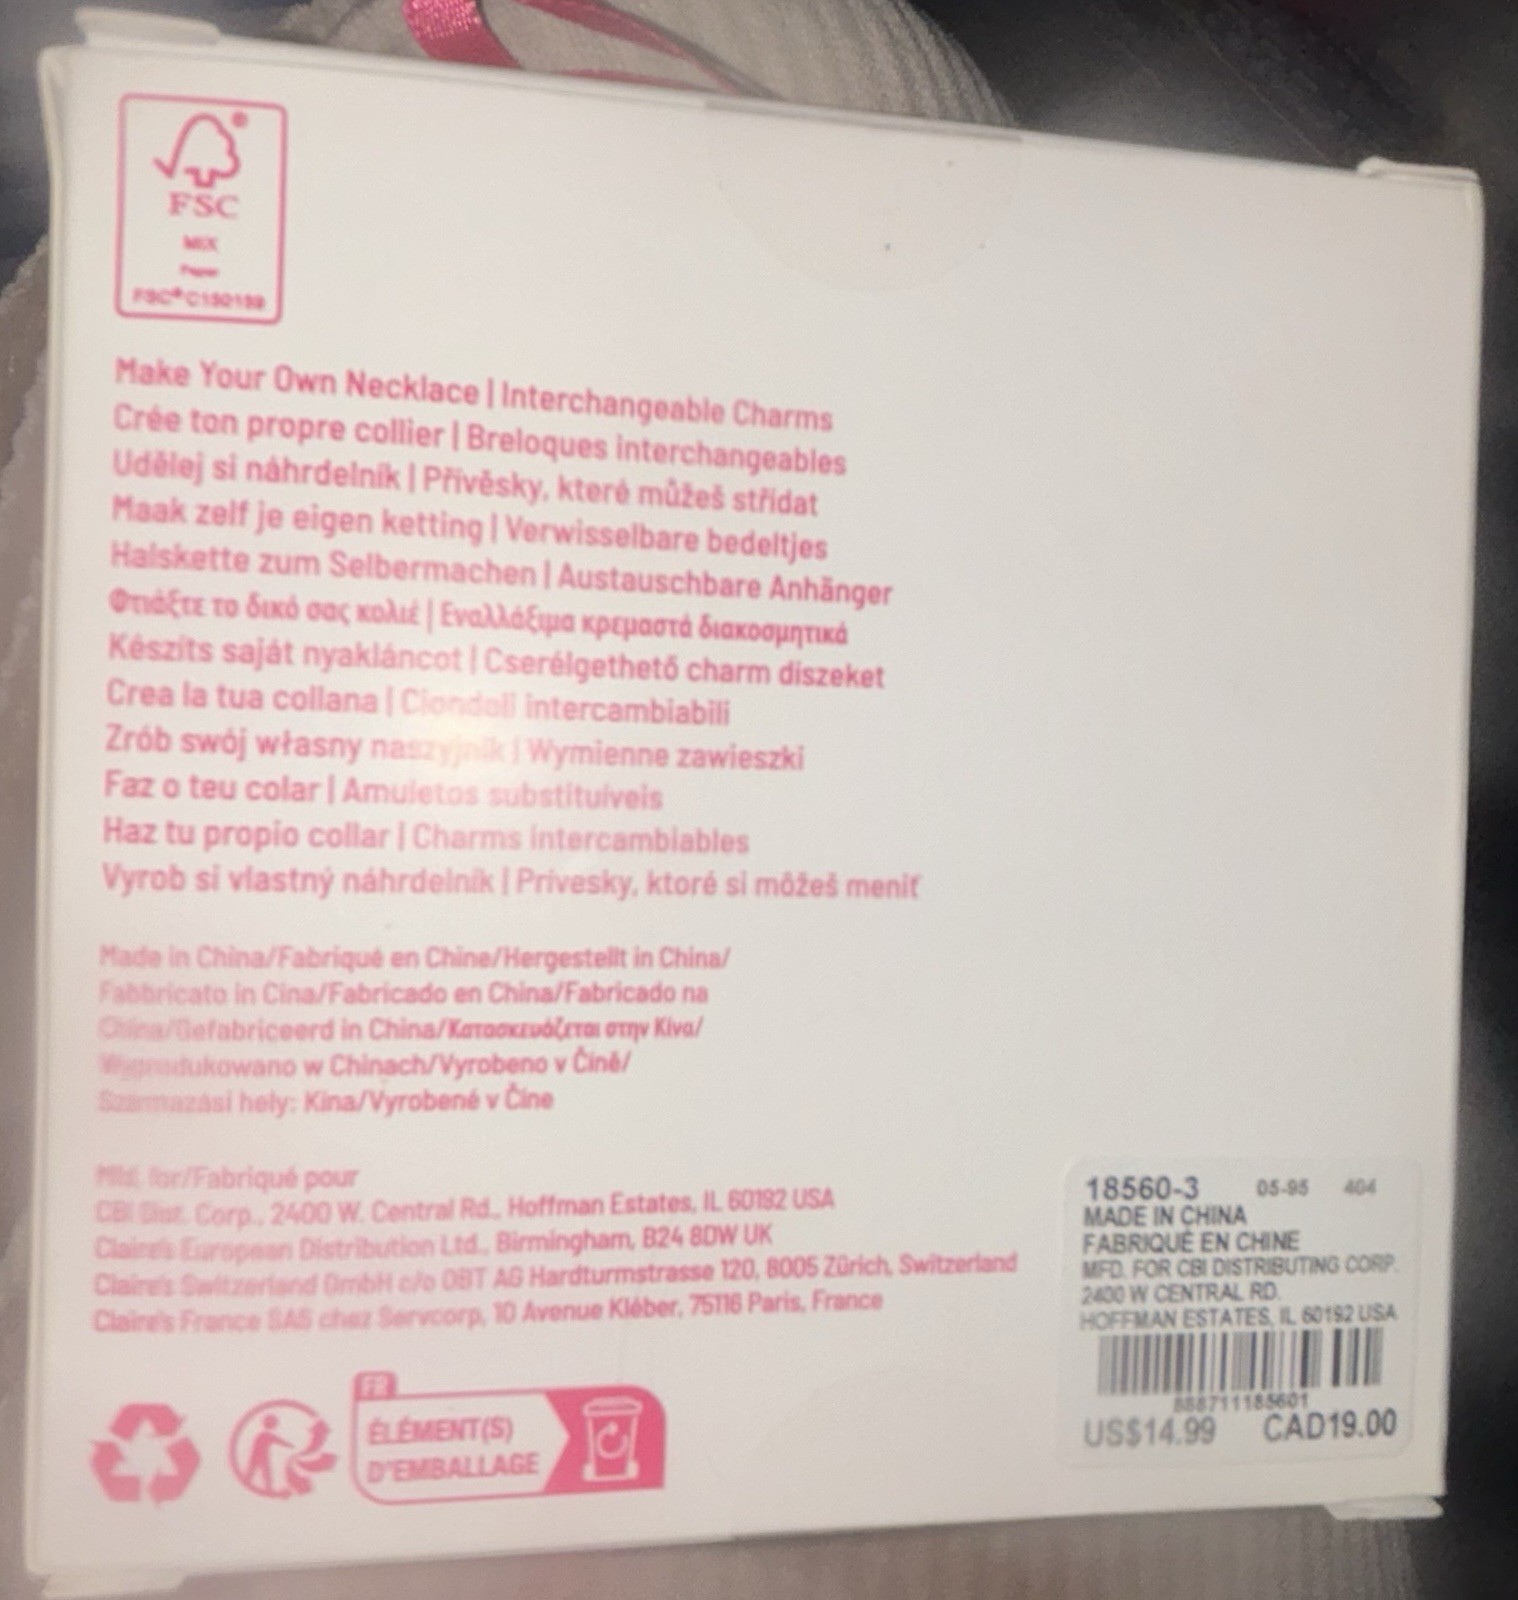 FSC
MIX
Paper
FSC® C150159
Make Your Own Necklace | Interchangeable Charms
Crée ton propre collier | Breloques interchangeables
Udělej si náhrdelník | Přívěsky, které můžeš střídat
Maak zelf je eigen ketting | Verwisselbare bedeltjes
Halskette zum Selbermachen | Austauschbare Anhänger
Φτιάξτε το δικό σας κολιέ | Εναλλάξιμα κρεμαστά διακοσμητικά
Készíts saját nyakláncot | Cserélgethető charm díszeket
Crea la tua collana | Ciondoli intercambiabili
Zrób swój własny naszyjnik | Wymienne zawieszki
Faz o teu colar | Amuletos substituíveis
Haz tu propio collar | Charms intercambiables
Vyrob si vlastný náhrdelník | Prívesky, ktoré si môžeš meniť
Made in China/Fabriqué en Chine/Hergestellt in China/
Fabbricato in Cina/Fabricado en China/Fabricado na
China/Gefabriceerd in China/Κατασκευάζεται στην Κίνα/
Wyprodukowano w Chinach/Vyrobeno v Číně/
Származási hely: Kína/Vyrobené v Číne
Mfd. for/Fabriqué pour
CBI Dist. Corp., 2400 W. Central Rd., Hoffman Estates, IL 60192 USA
Claire's European Distribution Ltd., Birmingham, B24 8DW UK
Claire's Switzerland GmbH c/o OBT AG Hardturmstrasse 120, 8005 Zürich, Switzerland
Claire's France SAS chez Servcorp, 10 Avenue Kléber, 75116 Paris, France
FR
ÉLÉMENT(S)
D'EMBALLAGE
18560-3 05-95 404
MADE IN CHINA
FABRIQUÉ EN CHINE
MFD. FOR CBI DISTRIBUTING CORP.
2400 W CENTRAL RD.
HOFFMAN ESTATES, IL 60192 USA
888711185601
US$14.99 CAD19.00